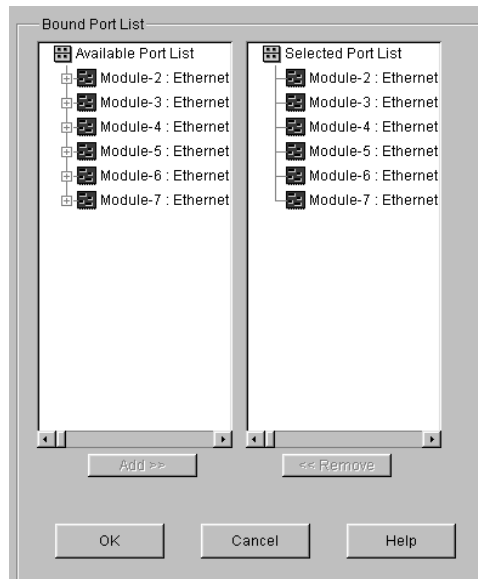 Bound Port List
Available Port List
Module-2 : Ethernet
Module-3 : Ethernet
Module-4 : Ethernet
Module-5 : Ethernet
Module-6 : Ethernet
Module-7 : Ethernet
Add >>
Selected Port List
Module-2 : Ethernet
Module-3 : Ethernet
Module-4 : Ethernet
Module-5 : Ethernet
Module-6 : Ethernet
Module-7 : Ethernet
<< Remove
OK
Cancel
Help